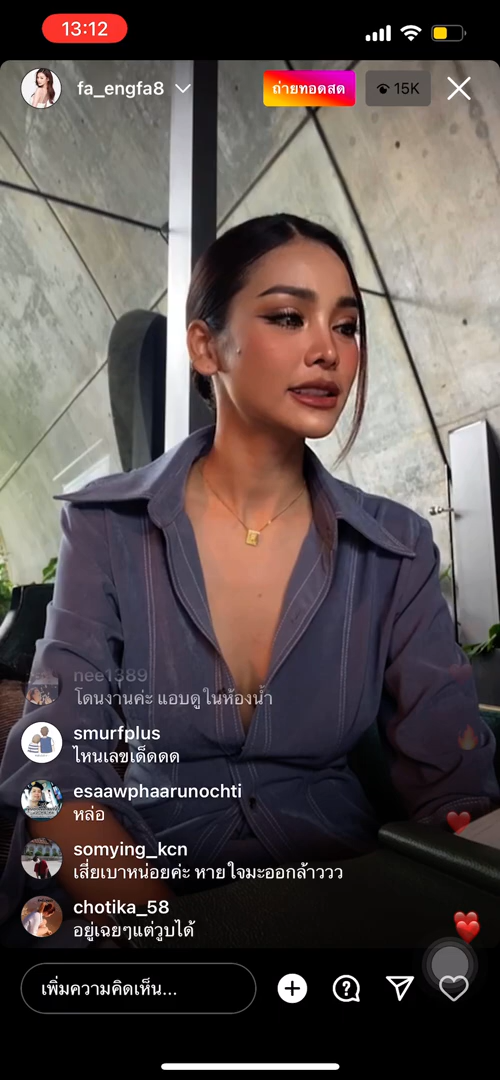 13:12
fa_engfa8
ถ่ายทอดสด
15K
nee1389
โดนงานค่ะ แอบดูในห้องน้ำ
smurfplus
ไหนเลขเด็ดดด
esaawphaarunochti
หล่อ
somying_kcn
เสี่ยเบาหน่อยค่ะ หายใจมะออกล้าววว
chotika_58
อยู่เฉยๆแต่วูบได้
เพิ่มความคิดเห็น...